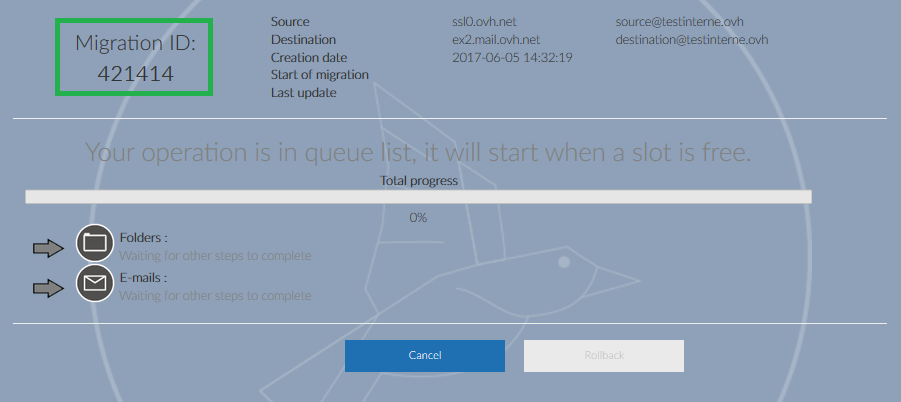 Migration ID:
421414
Source ssl0.ovh.net source@testinterne.ovh
Destination ex2.mail.ovh.net destination@testinterne.ovh
Creation date 2017-06-05 14:32:19
Start of migration
Last update
Your operation is in queue list, it will start when a slot is free.
Total progress
0%
Folders :
Waiting for other steps to complete
E-mails :
Waiting for other steps to complete
Cancel Rollback